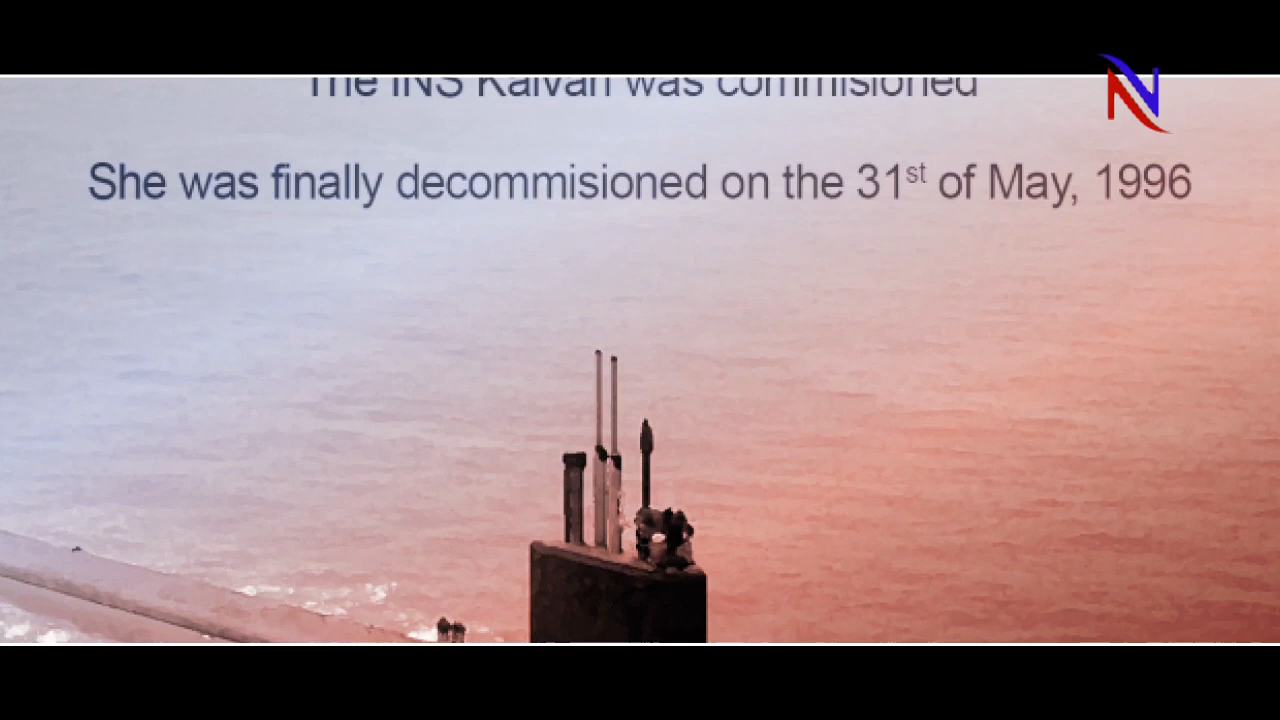 The INS Kalvari was commisioned
She was finally decommisioned on the 31st of May, 1996